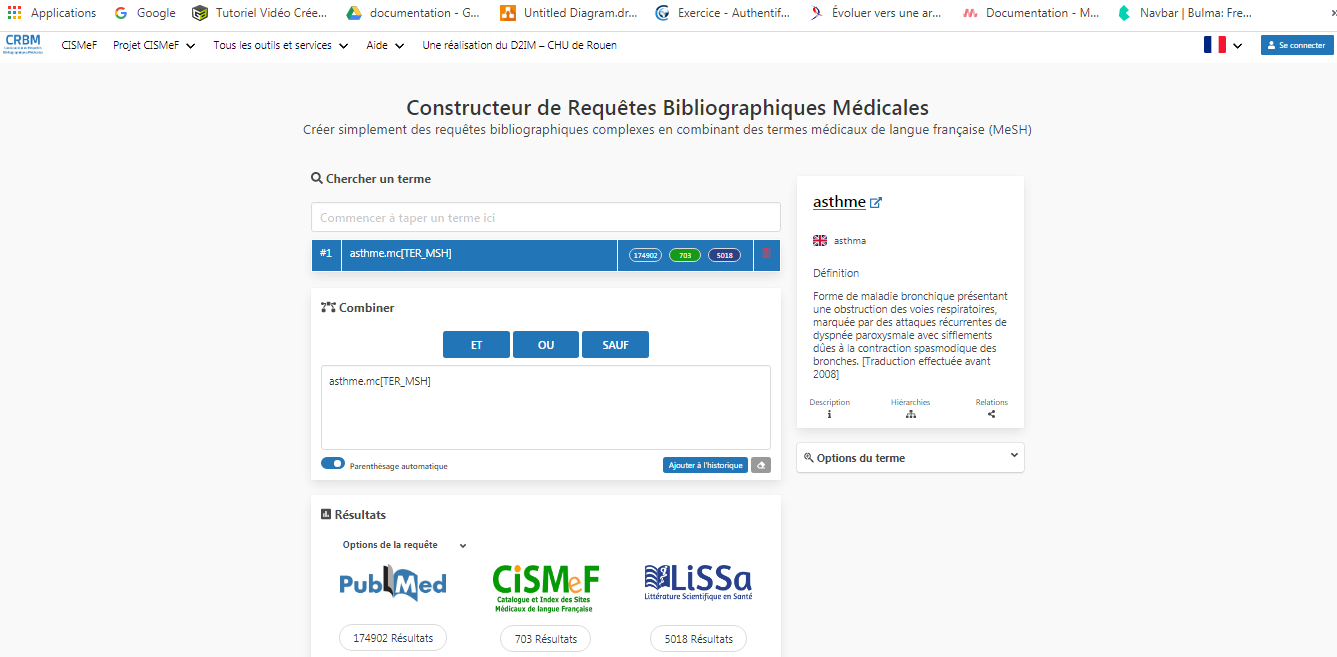 Applications Google Tutoriel Vidéo Crée... documentation - G... Untitled Diagram.dr... Exercice - Authentif... Évoluer vers une ar... Documentation - M... Navbar | Bulma: Fre...
CRBM CISMeF Projet CISMeF Tous les outils et services Aide Une réalisation du D2IM – CHU de Rouen Se connecter
Constructeur de Requêtes Bibliographiques Médicales
Créer simplement des requêtes bibliographiques complexes en combinant des termes médicaux de langue française (MeSH)
Chercher un terme
Commencer à taper un terme ici
#1 asthme.mc[TER_MSH] 174902 703 5018
Combiner
ET OU SAUF
asthme.mc[TER_MSH]
Parenthèsage automatique Ajouter à l'historique
Résultats
Options de la requête
PubMed
CiSMeF
Catalogue et Index des Sites
Médicaux de langue Française
LiSSa
Littérature Scientifique en Santé
174902 Résultats 703 Résultats 5018 Résultats
asthme
asthma
Définition
Forme de maladie bronchique présentant
une obstruction des voies respiratoires,
marquée par des attaques récurrentes de
dyspnée paroxysmale avec sifflements
dûes à la contraction spasmodique des
bronches. [Traduction effectuée avant
2008]
Description Hiérarchies Relations
Options du terme